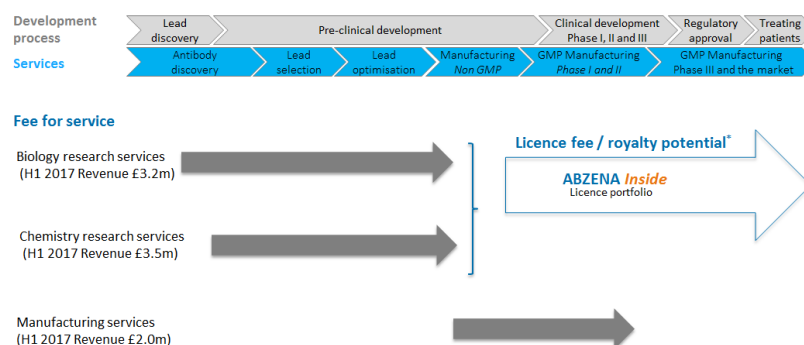 Development
process
Lead
discovery
Pre-clinical development
Clinical development
Phase I, II and III
Regulatory
approval
Treating
patients
Services
Antibody
discovery
Lead
selection
Lead
optimisation
Manufacturing
Non GMP
GMP Manufacturing
Phase I and II
GMP Manufacturing
Phase III and the market
Fee for service
Licence fee / royalty potential*
Biology research services
(H1 2017 Revenue £3.2m)
ABZENA Inside
Licence portfolio
Chemistry research services
(H1 2017 Revenue £3.5m)
Manufacturing services
(H1 2017 Revenue £2.0m)